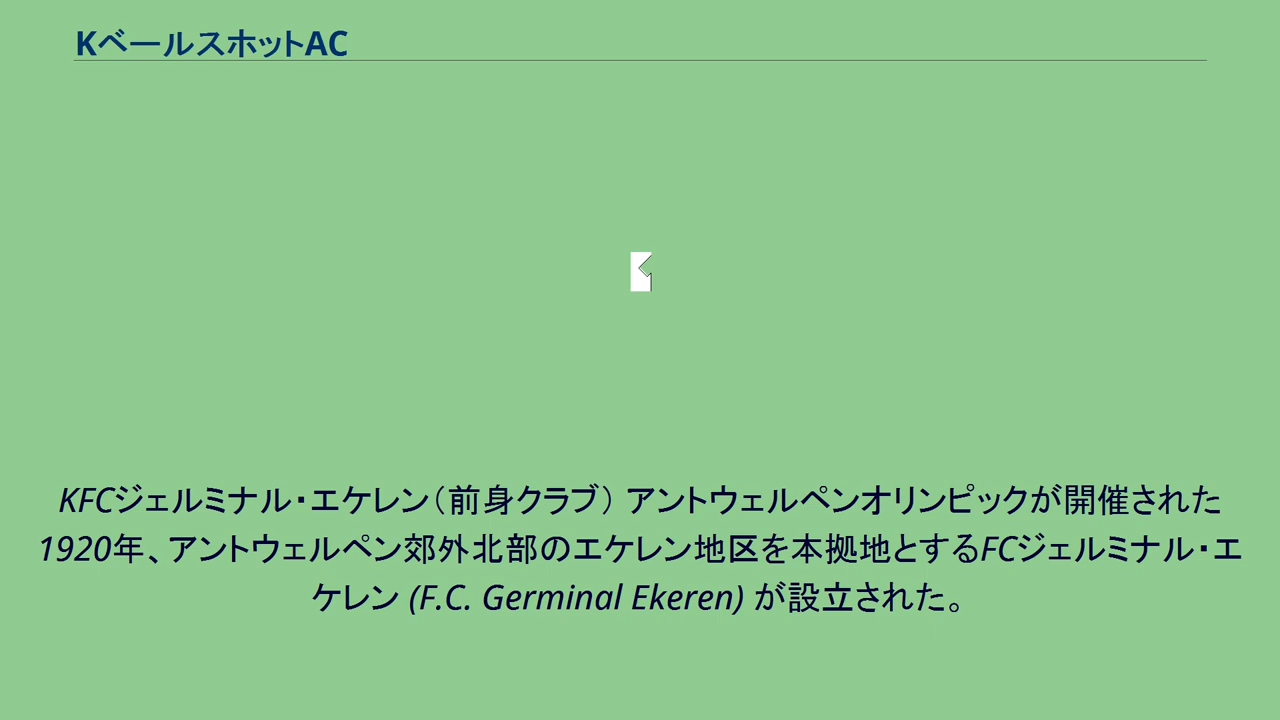 KベールスホットAC
KFCジェルミナル・エケレン（前身クラブ） アントウェルペンオリンピックが開催された
1920年、アントウェルペン郊外北部のエケレン地区を本拠地とするFCジェルミナル・エ
ケレン (F.C. Germinal Ekeren) が設立された。